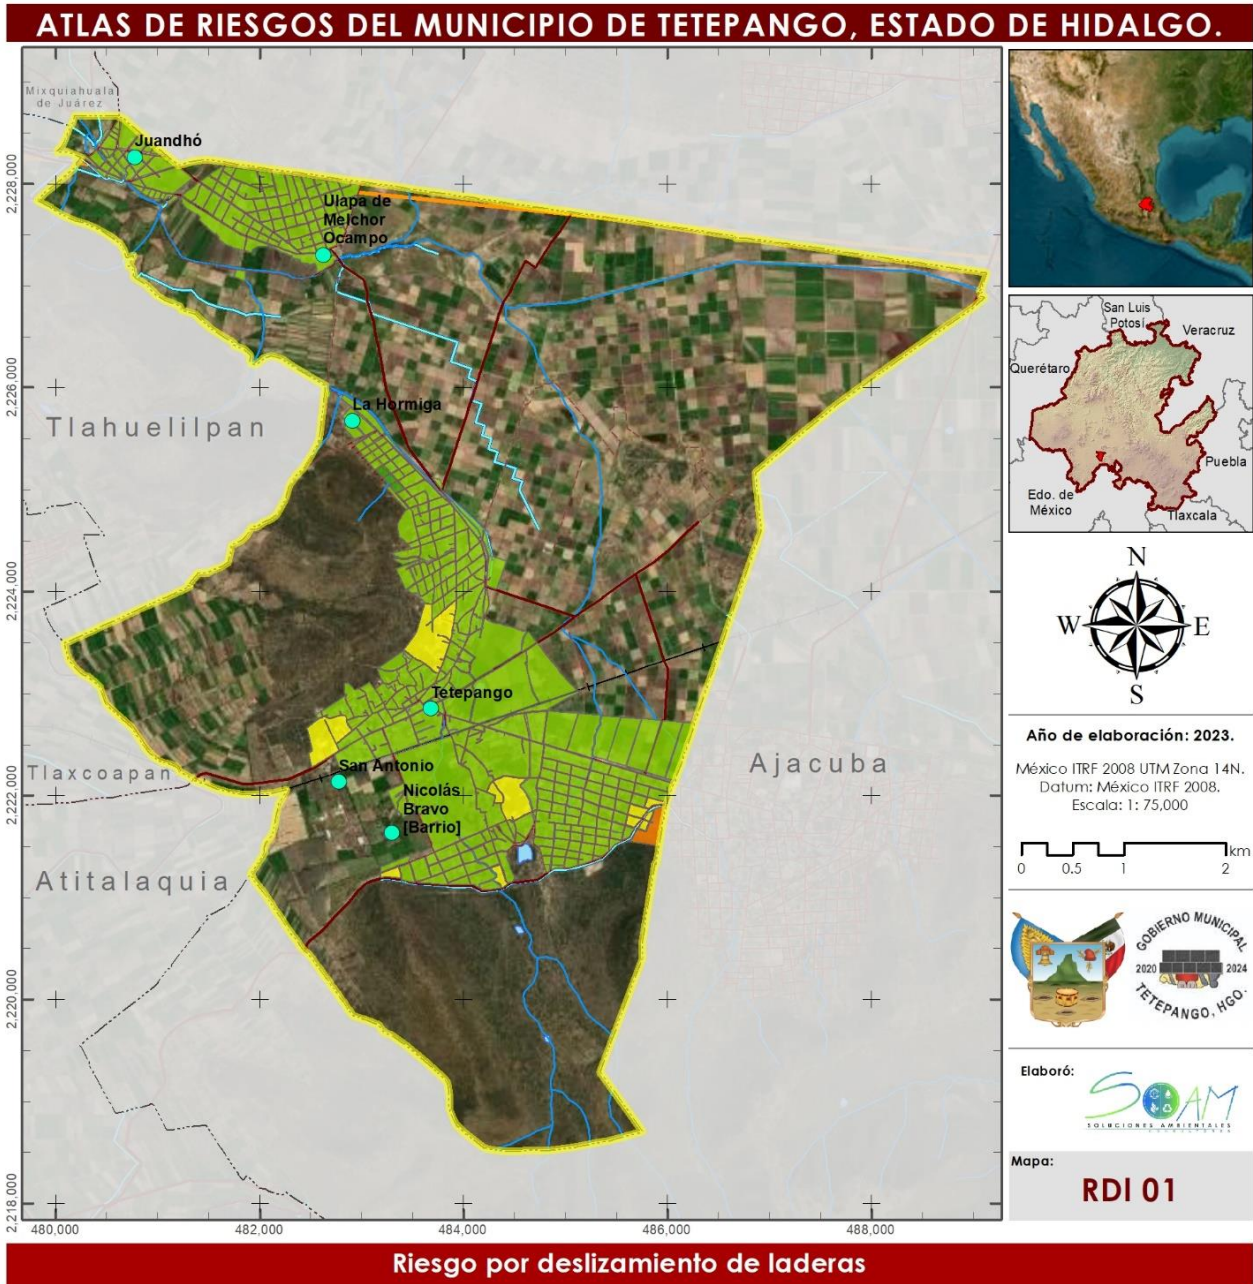 ATLAS DE RIESGOS DEL MUNICIPIO DE TETEPANGO, ESTADO DE HIDALGO.
Mixquiahuala
de Juárez
Juandhó
Ulapa de
Melchor
Ocampo
La Hormiga
Tlahuelilpan
Tetepango
San Antonio
Nicolás
Bravo
[Barrio]
Tlaxcoapan
Atitalaquia
Ajacuba
2,228,000
2,226,000
2,224,000
2,222,000
2,220,000
2,218,000
480,000
482,000
484,000
486,000
488,000
San Luis
Potosí
Veracruz
Querétaro
Puebla
Edo. de
México
Tlaxcala
N
W
E
S
Año de elaboración: 2023.
México ITRF 2008 UTM Zona 14N.
Datum: México ITRF 2008.
Escala: 1: 75,000
km
0 0.5 1 2
GOBIERNO MUNICIPAL
2020 2024
TETEPANGO, HGO.
Elaboró:
SOAM
SOLUCIONES AMBIENTALES
Mapa:
RDI 01
Riesgo por deslizamiento de laderas